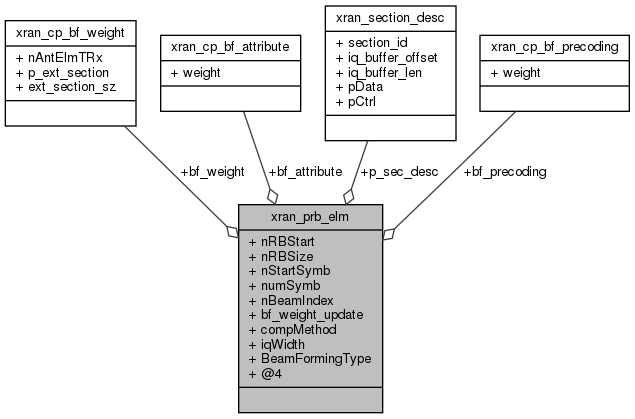 xran_cp_bf_weight
+ nAntElmTRx
+ p_ext_section
+ ext_section_sz
xran_cp_bf_attribute
+ weight
xran_section_desc
+ section_id
+ iq_buffer_offset
+ iq_buffer_len
+ pData
+ pCtrl
xran_cp_bf_precoding
+ weight
+bf_weight
+bf_attribute
+p_sec_desc
+bf_precoding
xran_prb_elm
+ nRBStart
+ nRBSize
+ nStartSymb
+ numSymb
+ nBeamIndex
+ bf_weight_update
+ compMethod
+ iqWidth
+ BeamFormingType
+ @4